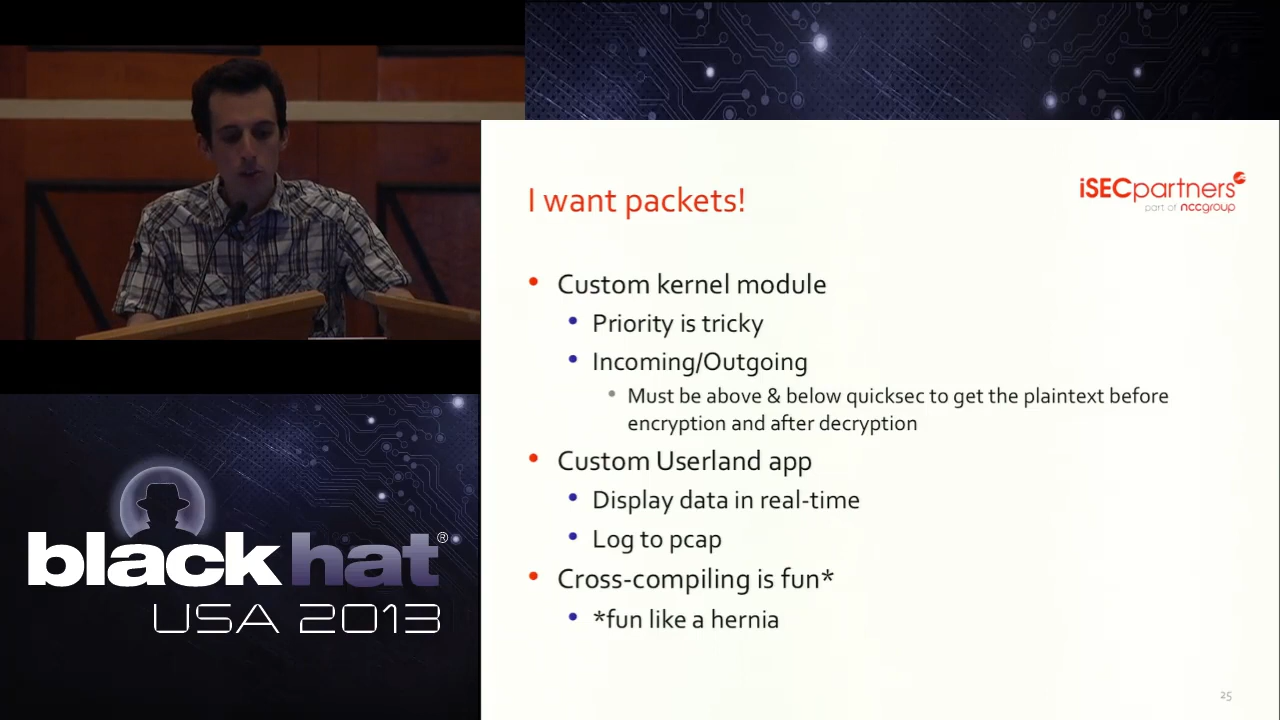 I want packets!
iSECpartners
part of nccgroup
• Custom kernel module
• Priority is tricky
• Incoming/Outgoing
• Must be above & below quicksec to get the plaintext before
encryption and after decryption
• Custom Userland app
• Display data in real-time
• Log to pcap
• Cross-compiling is fun*
• *fun like a hernia
25
black hat®
USA 2013